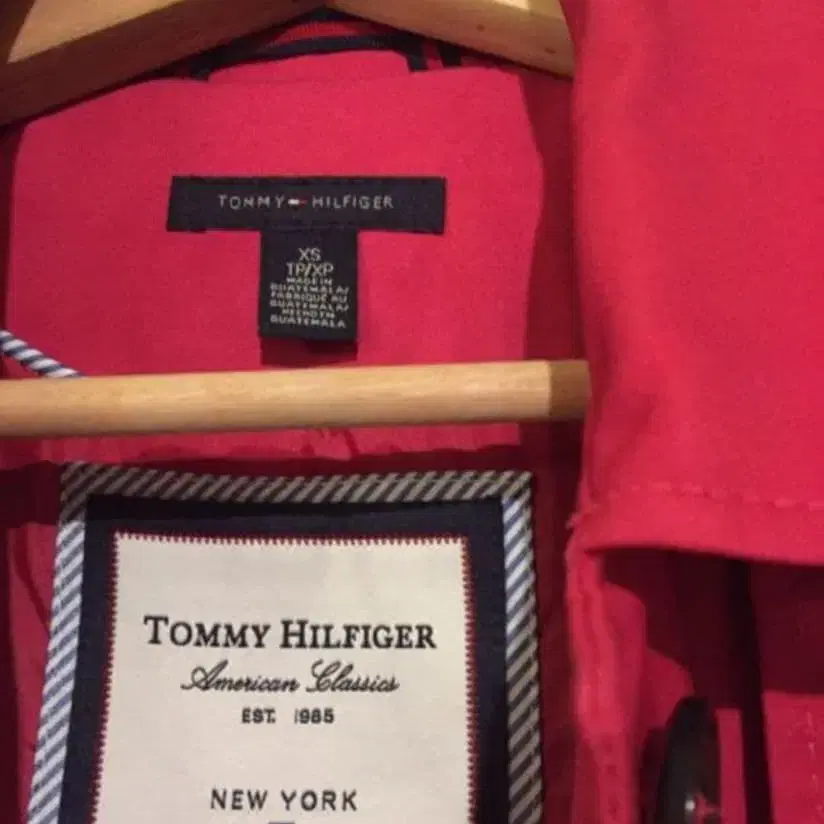 TOMMY HILFIGER
XS
TP/XP
MADE IN
GUATEMALA/
FABRIQUE AU
GUATEMALA/
HECHO EN
GUATEMALA
TOMMY HILFIGER
American Classics
EST. 1985
NEW YORK